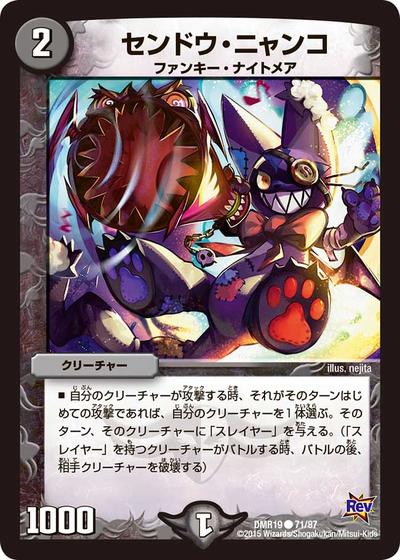 2
センドウ・ニャンコ
ファンキー・ナイトメア
illus. nejita
クリーチャー
■ 自分のクリーチャーが攻撃する時、それがそのターンはじ
めての攻撃であれば、自分のクリーチャーを1体選ぶ。その
ターン、そのクリーチャーに「スレイヤー」を与える。(「ス
レイヤー」を持つクリーチャーがバトルする時、バトルの後、
相手クリーチャーを破壊する)
1000
1
DMR19 ● 71/87
Rev
©2015 Wizards/Shogakukan/Mitsui-Kids